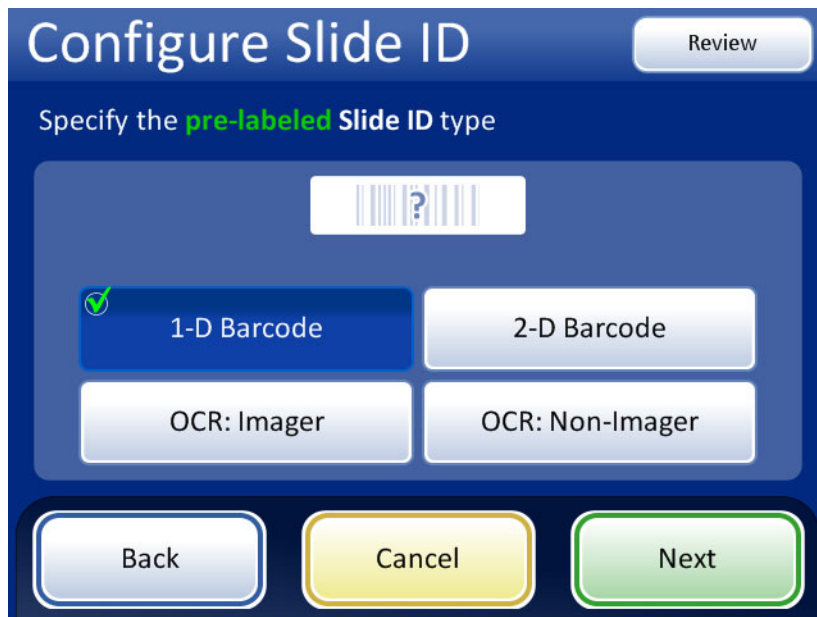 Configure Slide ID
Review
Specify the pre-labeled Slide ID type
?
1-D Barcode
2-D Barcode
OCR: Imager
OCR: Non-Imager
Back
Cancel
Next